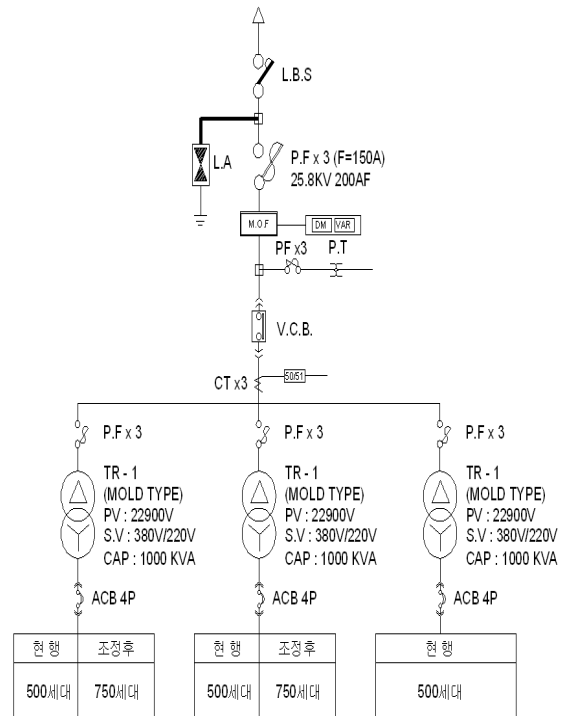 L.B.S
L.A
P.F x 3 (F=150A)
25.8KV 200AF
M.O.F
DM VAR
PF x3
P.T
V.C.B.
CT x3
50/51
P.F x 3
TR - 1
(MOLD TYPE)
PV : 22900V
S.V : 380V/220V
CAP : 1000 KVA
ACB 4P
P.F x 3
TR - 1
(MOLD TYPE)
PV : 22900V
S.V : 380V/220V
CAP : 1000 KVA
ACB 4P
P.F x 3
TR - 1
(MOLD TYPE)
PV : 22900V
S.V : 380V/220V
CAP : 1000 KVA
ACB 4P
현 행 조정후
500세대 750세대
현 행 조정후
500세대 750세대
현 행
500세대